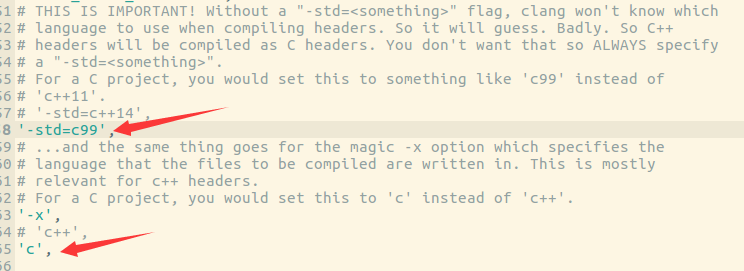 51 # THIS IS IMPORTANT! Without a "-std=<something>" flag, clang won't know which
52 # language to use when compiling headers. So it will guess. Badly. So C++
53 # headers will be compiled as C headers. You don't want that so ALWAYS specify
54 # a "-std=<something>".
55 # For a C project, you would set this to something like 'c99' instead of
56 # 'c++11'.
57 # '-std=c++14',
58 '-std=c99',
59 # ...and the same thing goes for the magic -x option which specifies the
60 # language that the files to be compiled are written in. This is mostly
61 # relevant for c++ headers.
62 # For a C project, you would set this to 'c' instead of 'c++'.
63 '-x',
64 # 'c++',
65 'c',
66